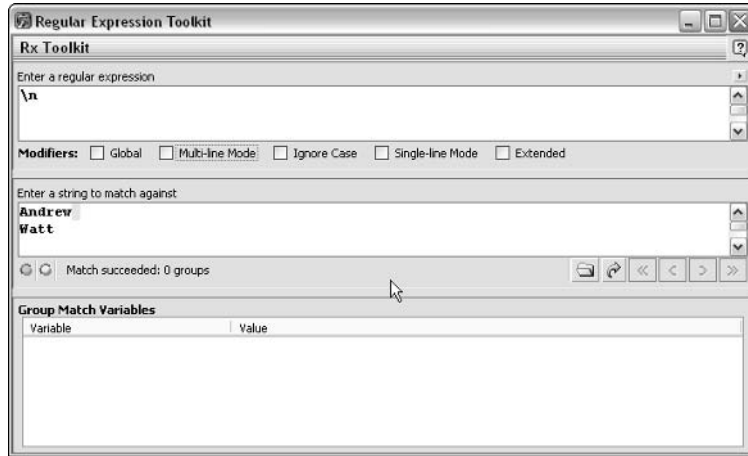 Regular Expression Toolkit
Rx Toolkit
Enter a regular expression
\n
Modifiers: Global Multi-line Mode Ignore Case Single-line Mode Extended
Enter a string to match against
Andrew
Watt
Match succeeded: 0 groups
Group Match Variables
Variable Value